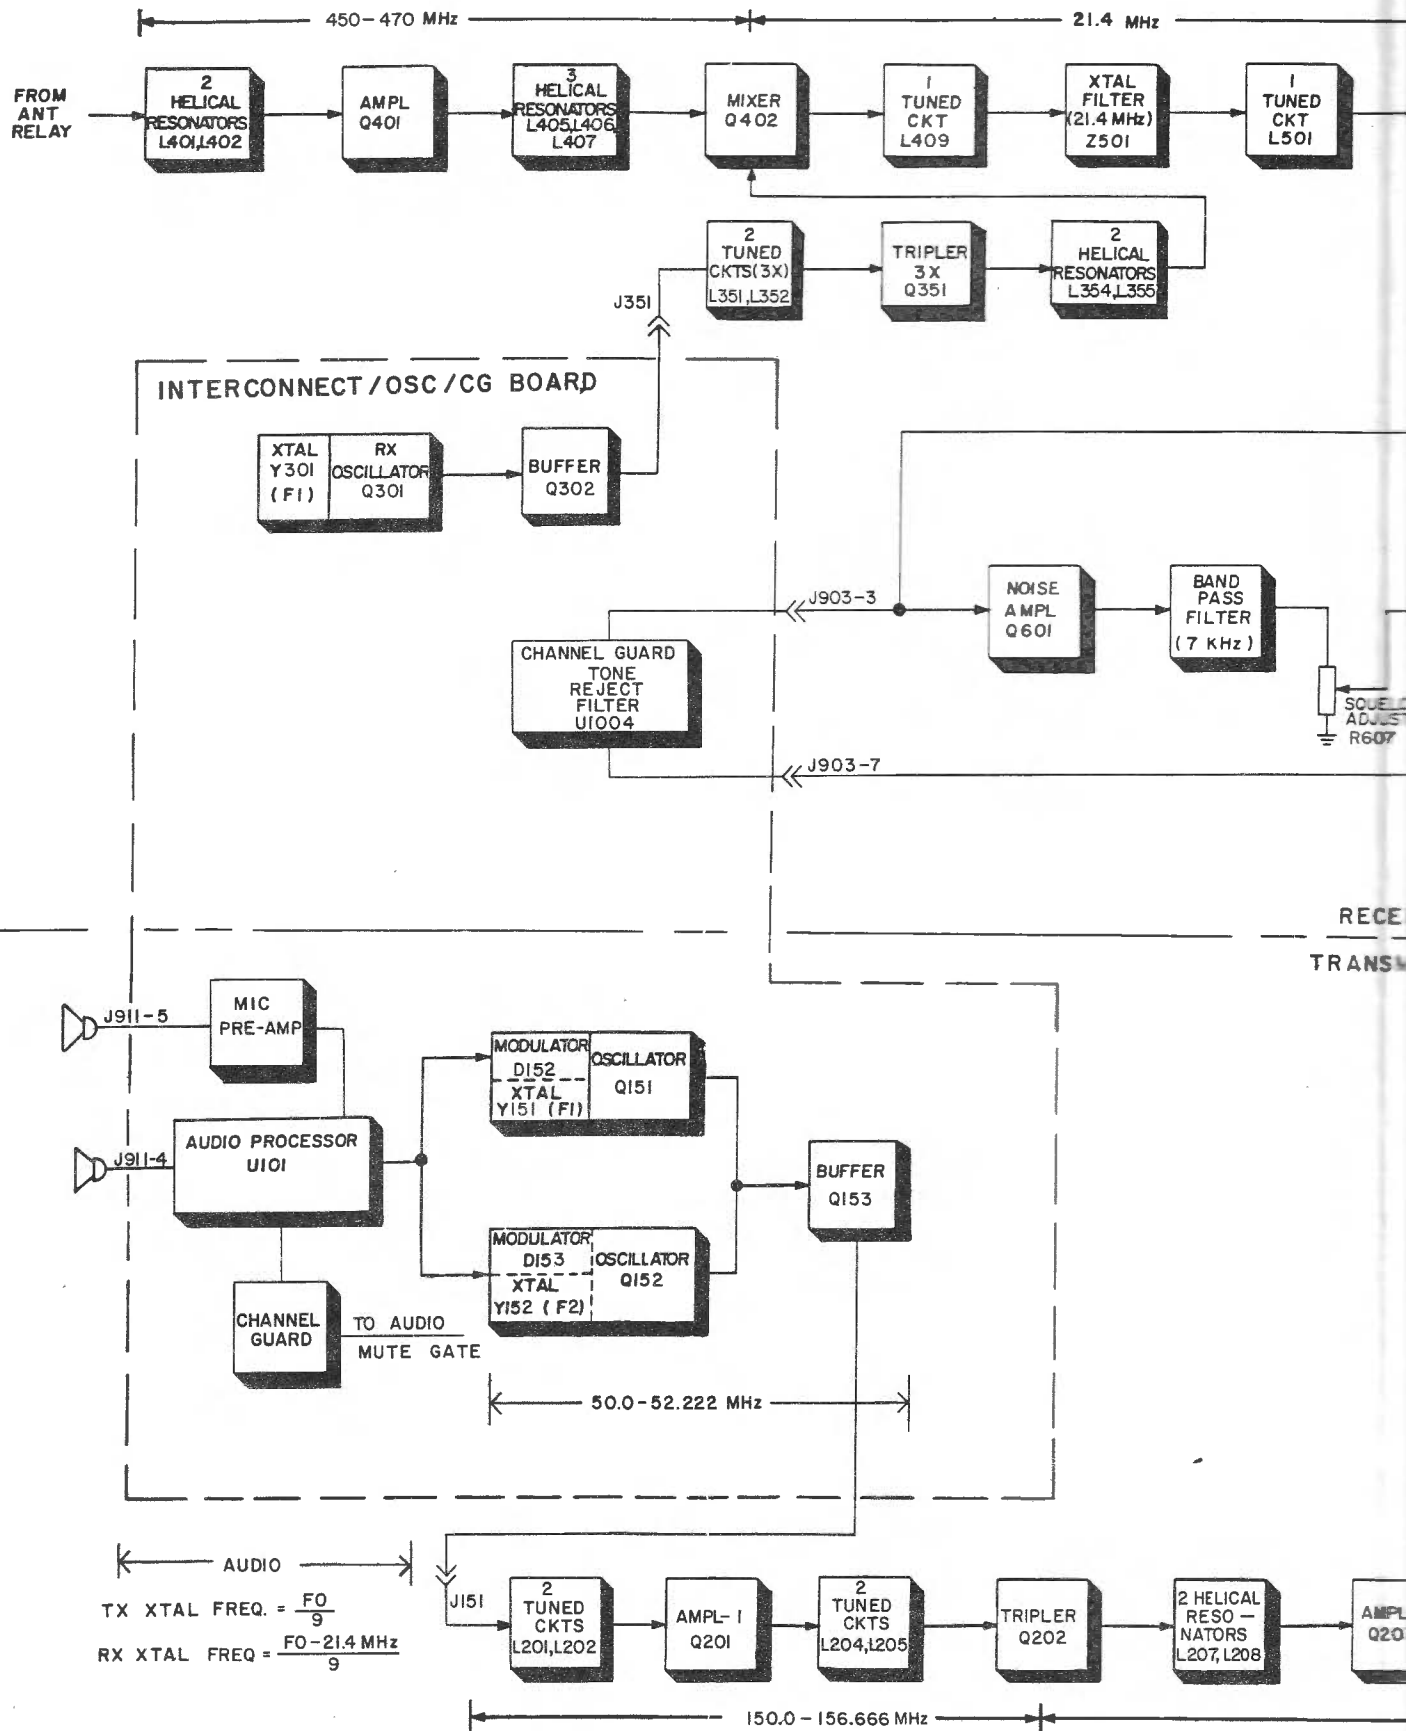 450-470 MHz
21.4 MHz
FROM
ANT
RELAY
2
HELICAL
RESONATORS
L401,L402
AMPL
Q401
3
HELICAL
RESONATORS
L405,L406,
L407
MIXER
Q402
1
TUNED
CKT
L409
XTAL
FILTER
(21.4 MHz)
Z501
1
TUNED
CKT
L501
2
TUNED
CKTS(3X)
L351,L352
TRIPLER
3X
Q351
2
HELICAL
RESONATORS
L354,L355
J351
INTERCONNECT/OSC/CG BOARD
XTAL
Y301
(F1)
RX
OSCILLATOR
Q301
BUFFER
Q302
J903-3
NOISE
AMPL
Q601
BAND
PASS
FILTER
(7 KHz)
CHANNEL GUARD
TONE
REJECT
FILTER
U1004
SQUELC
ADJUST
R607
J903-7
RECE
TRANSM
J911-5
MIC
PRE-AMP
MODULATOR
D152
XTAL
Y151 (F1)
OSCILLATOR
Q151
J911-4
AUDIO PROCESSOR
U101
BUFFER
Q153
MODULATOR
D153
XTAL
Y152 (F2)
OSCILLATOR
Q152
CHANNEL
GUARD
TO AUDIO
MUTE GATE
50.0-52.222 MHz
AUDIO
TX XTAL FREQ. = FO
9
RX XTAL FREQ = FO-21.4 MHz
9
J151
2
TUNED
CKTS
L201,L202
AMPL-1
Q201
2
TUNED
CKTS
L204,L205
TRIPLER
Q202
2 HELICAL
RESO-
NATORS
L207,L208
AMPL
Q20
150.0-156.666 MHz